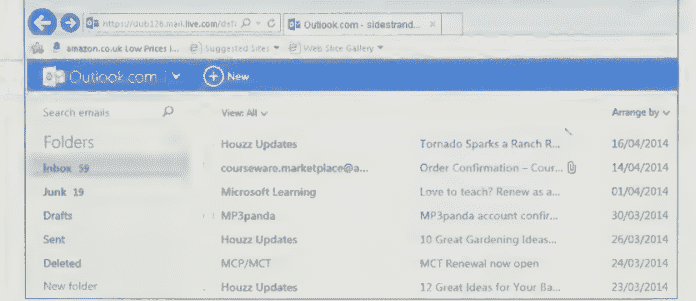 https://dub126.mail.live.com/def
Outlook.com - sidestrand...
amazon.co.uk Low Prices i... Suggested Sites Web Slice Gallery
Outlook.com New
Search emails View: All Arrange by
Folders Houzz Updates Tornado Sparks a Ranch R... 16/04/2014
Inbox 59 courseware.marketplace@a... Order Confirmation – Cour... 14/04/2014
Junk 19 Microsoft Learning Love to teach? Renew as a... 01/04/2014
Drafts MP3panda MP3panda account confir... 30/03/2014
Sent Houzz Updates 10 Great Gardening Ideas... 26/03/2014
Deleted MCP/MCT MCT Renewal now open 24/03/2014
New folder Houzz Updates 12 Great Ideas for Your Ba... 23/03/2014